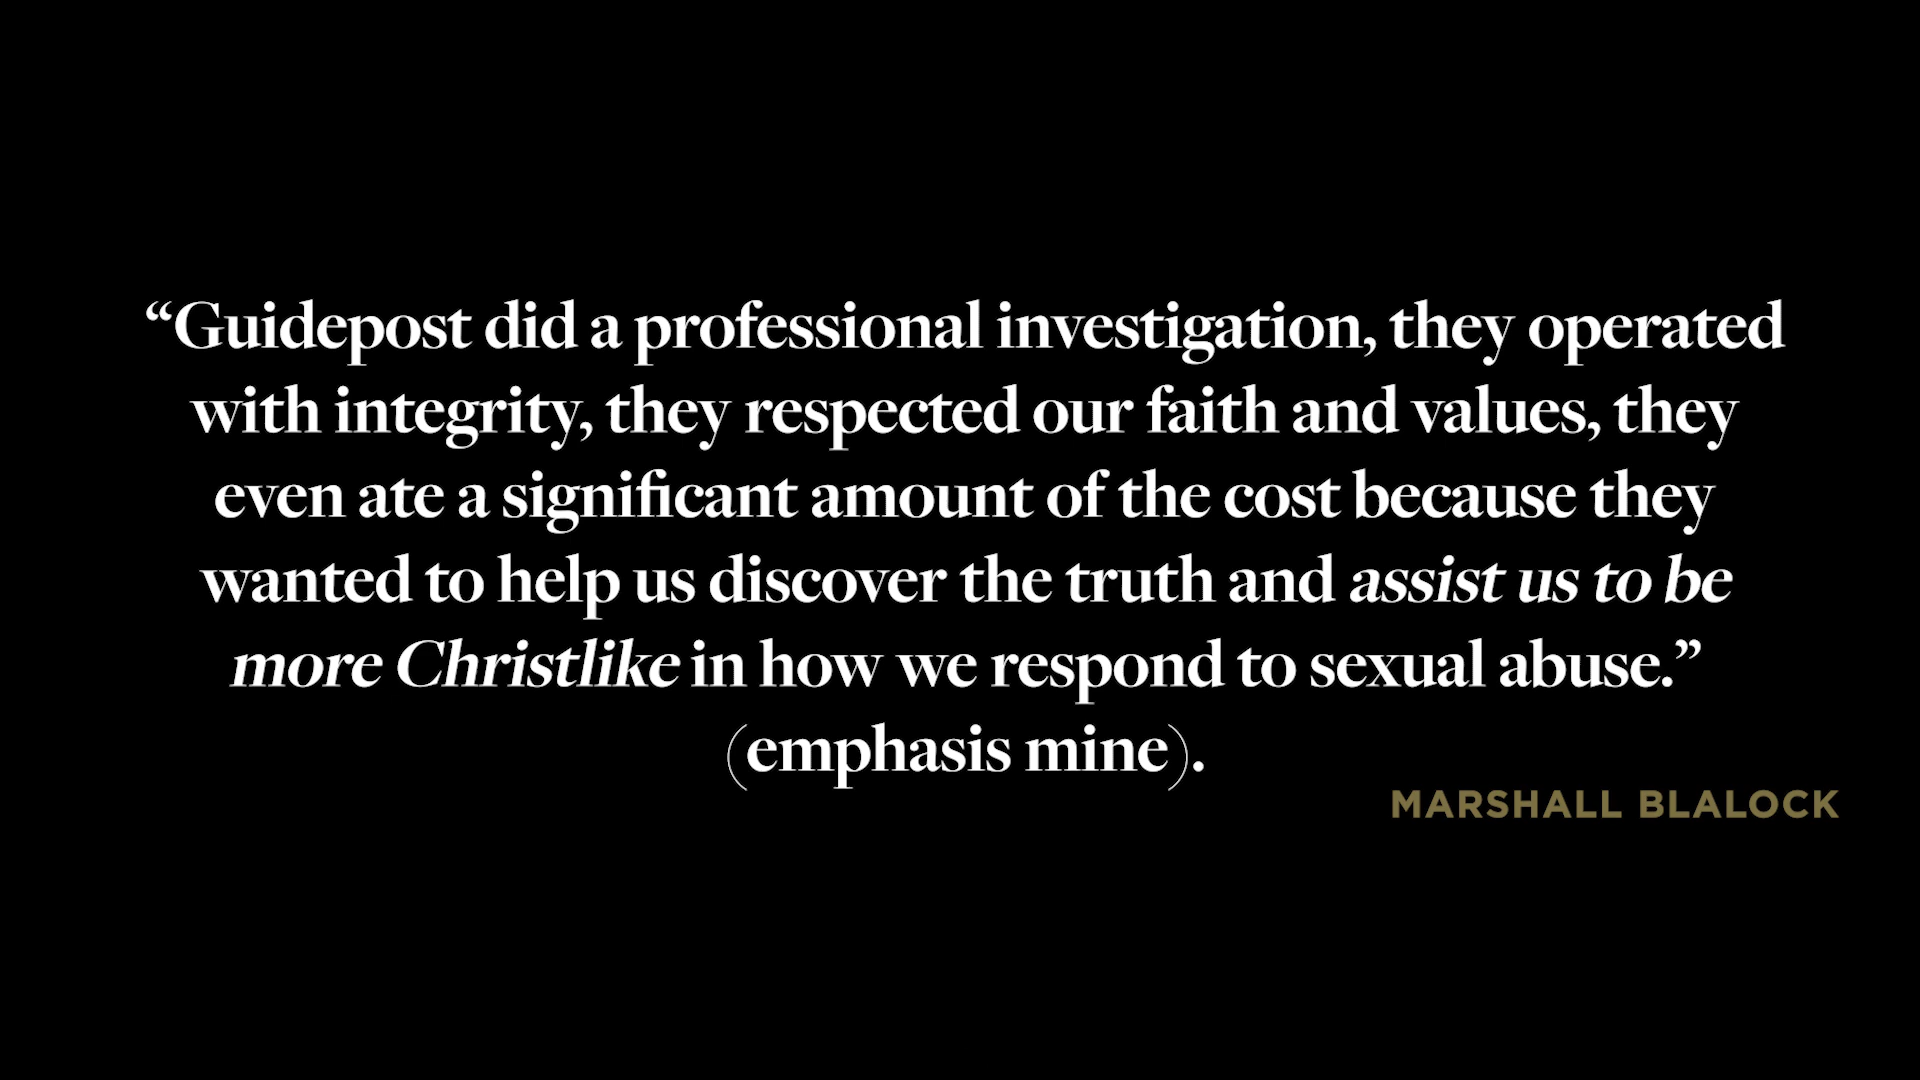 “Guidepost did a professional investigation, they operated
with integrity, they respected our faith and values, they
even ate a significant amount of the cost because they
wanted to help us discover the truth and assist us to be
more Christlike in how we respond to sexual abuse.”
(emphasis mine).
MARSHALL BLALOCK